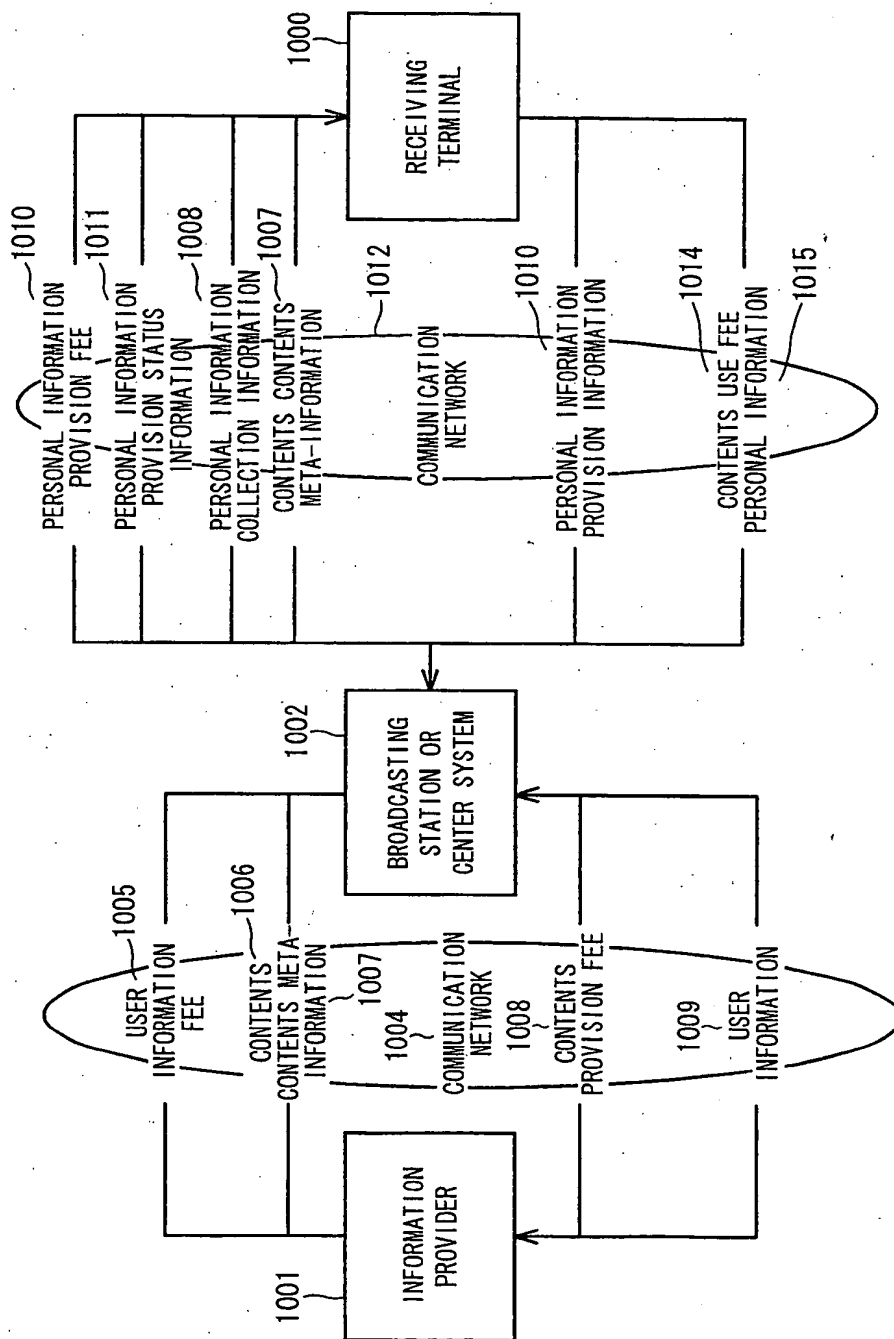 1001
INFORMATION
PROVIDER
1005
USER
INFORMATION
FEE
1006
CONTENTS
CONTENTS META-
INFORMATION
1007
1004
COMMUNICATION
NETWORK
1008
CONTENTS
PROVISION FEE
1009
USER
INFORMATION
1002
BROADCASTING
STATION OR
CENTER SYSTEM
1010
PERSONAL INFORMATION
PROVISION FEE
1011
PERSONAL INFORMATION
PROVISION STATUS
INFORMATION
1008
PERSONAL INFORMATION
COLLECTION INFORMATION
1007
CONTENTS CONTENTS
META-INFORMATION
1012
COMMUNICATION
NETWORK
1010
PERSONAL INFORMATION
PROVISION INFORMATION
1014
CONTENTS USE FEE
PERSONAL INFORMATION
1015
1000
RECEIVING
TERMINAL